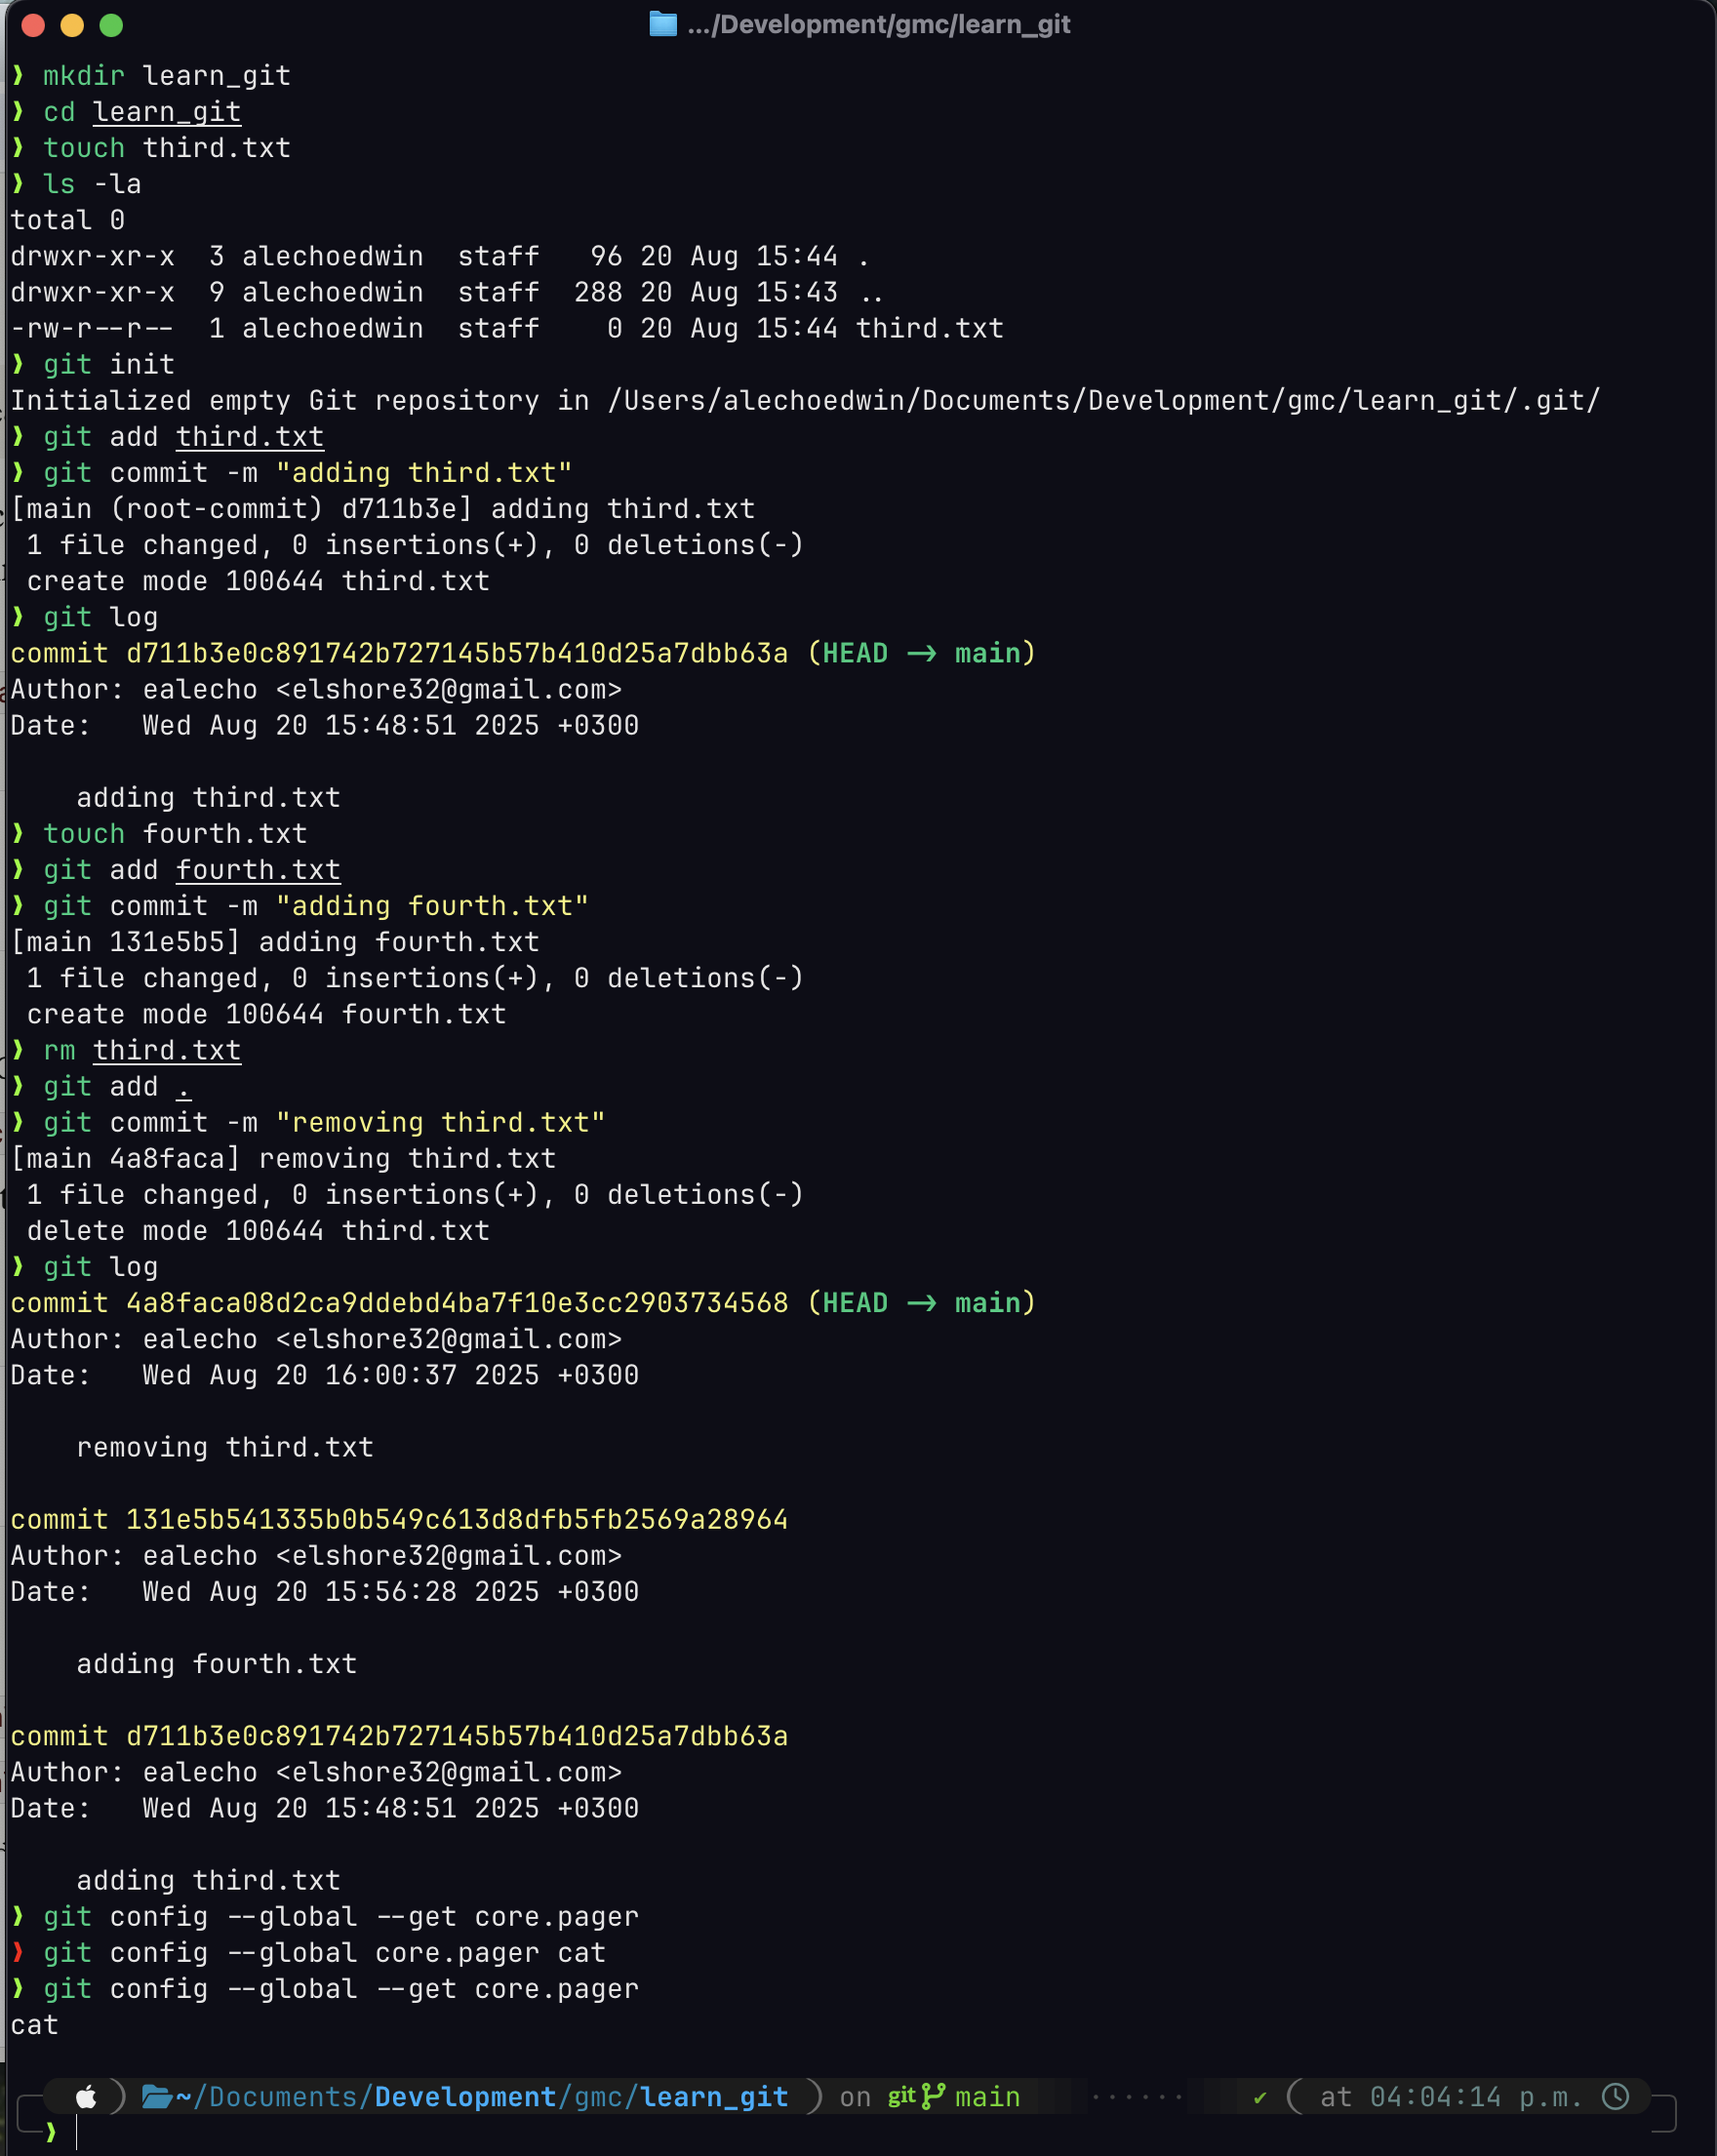 .../Development/gmc/learn_git
❱ mkdir learn_git
❱ cd learn_git
❱ touch third.txt
❱ ls -la
total 0
drwxr-xr-x  3 alechoedwin  staff   96 20 Aug 15:44 .
drwxr-xr-x  9 alechoedwin  staff  288 20 Aug 15:43 ..
-rw-r--r--  1 alechoedwin  staff    0 20 Aug 15:44 third.txt
❱ git init
Initialized empty Git repository in /Users/alechoedwin/Documents/Development/gmc/learn_git/.git/
❱ git add third.txt
❱ git commit -m "adding third.txt"
[main (root-commit) d711b3e] adding third.txt
 1 file changed, 0 insertions(+), 0 deletions(-)
 create mode 100644 third.txt
❱ git log
commit d711b3e0c891742b727145b57b410d25a7dbb63a (HEAD -> main)
Author: ealecho <elshore32@gmail.com>
Date:   Wed Aug 20 15:48:51 2025 +0300

    adding third.txt
❱ touch fourth.txt
❱ git add fourth.txt
❱ git commit -m "adding fourth.txt"
[main 131e5b5] adding fourth.txt
 1 file changed, 0 insertions(+), 0 deletions(-)
 create mode 100644 fourth.txt
❱ rm third.txt
❱ git add .
❱ git commit -m "removing third.txt"
[main 4a8faca] removing third.txt
 1 file changed, 0 insertions(+), 0 deletions(-)
 delete mode 100644 third.txt
❱ git log
commit 4a8faca08d2ca9ddebd4ba7f10e3cc2903734568 (HEAD -> main)
Author: ealecho <elshore32@gmail.com>
Date:   Wed Aug 20 16:00:37 2025 +0300

    removing third.txt

commit 131e5b541335b0b549c613d8dfb5fb2569a28964
Author: ealecho <elshore32@gmail.com>
Date:   Wed Aug 20 15:56:28 2025 +0300

    adding fourth.txt

commit d711b3e0c891742b727145b57b410d25a7dbb63a
Author: ealecho <elshore32@gmail.com>
Date:   Wed Aug 20 15:48:51 2025 +0300

    adding third.txt
❱ git config --global --get core.pager
❱ git config --global core.pager cat
❱ git config --global --get core.pager
cat

~/Documents/Development/gmc/learn_git ) on git main ······ ✔ ( at 04:04:14 p.m.
❱